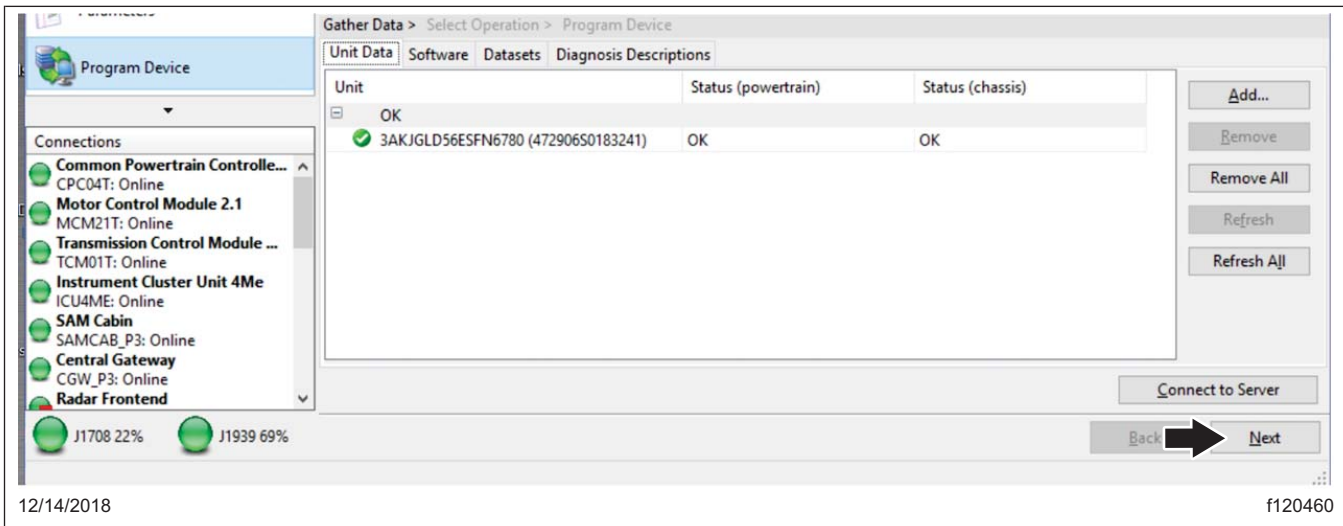 Gather Data > Select Operation > Program Device
Program Device
Unit Data Software Datasets Diagnosis Descriptions
Unit Status (powertrain) Status (chassis)
OK
3AKJGLD56ESFN6780 (472906S0183241) OK OK
Add...
Remove
Remove All
Refresh
Refresh All
Connections
Common Powertrain Controlle...
CPC04T: Online
Motor Control Module 2.1
MCM21T: Online
Transmission Control Module ...
TCM01T: Online
Instrument Cluster Unit 4Me
ICU4ME: Online
SAM Cabin
SAMCAB_P3: Online
Central Gateway
CGW_P3: Online
Radar Frontend
Connect to Server
J1708 22% J1939 69%
Back Next
12/14/2018 f120460